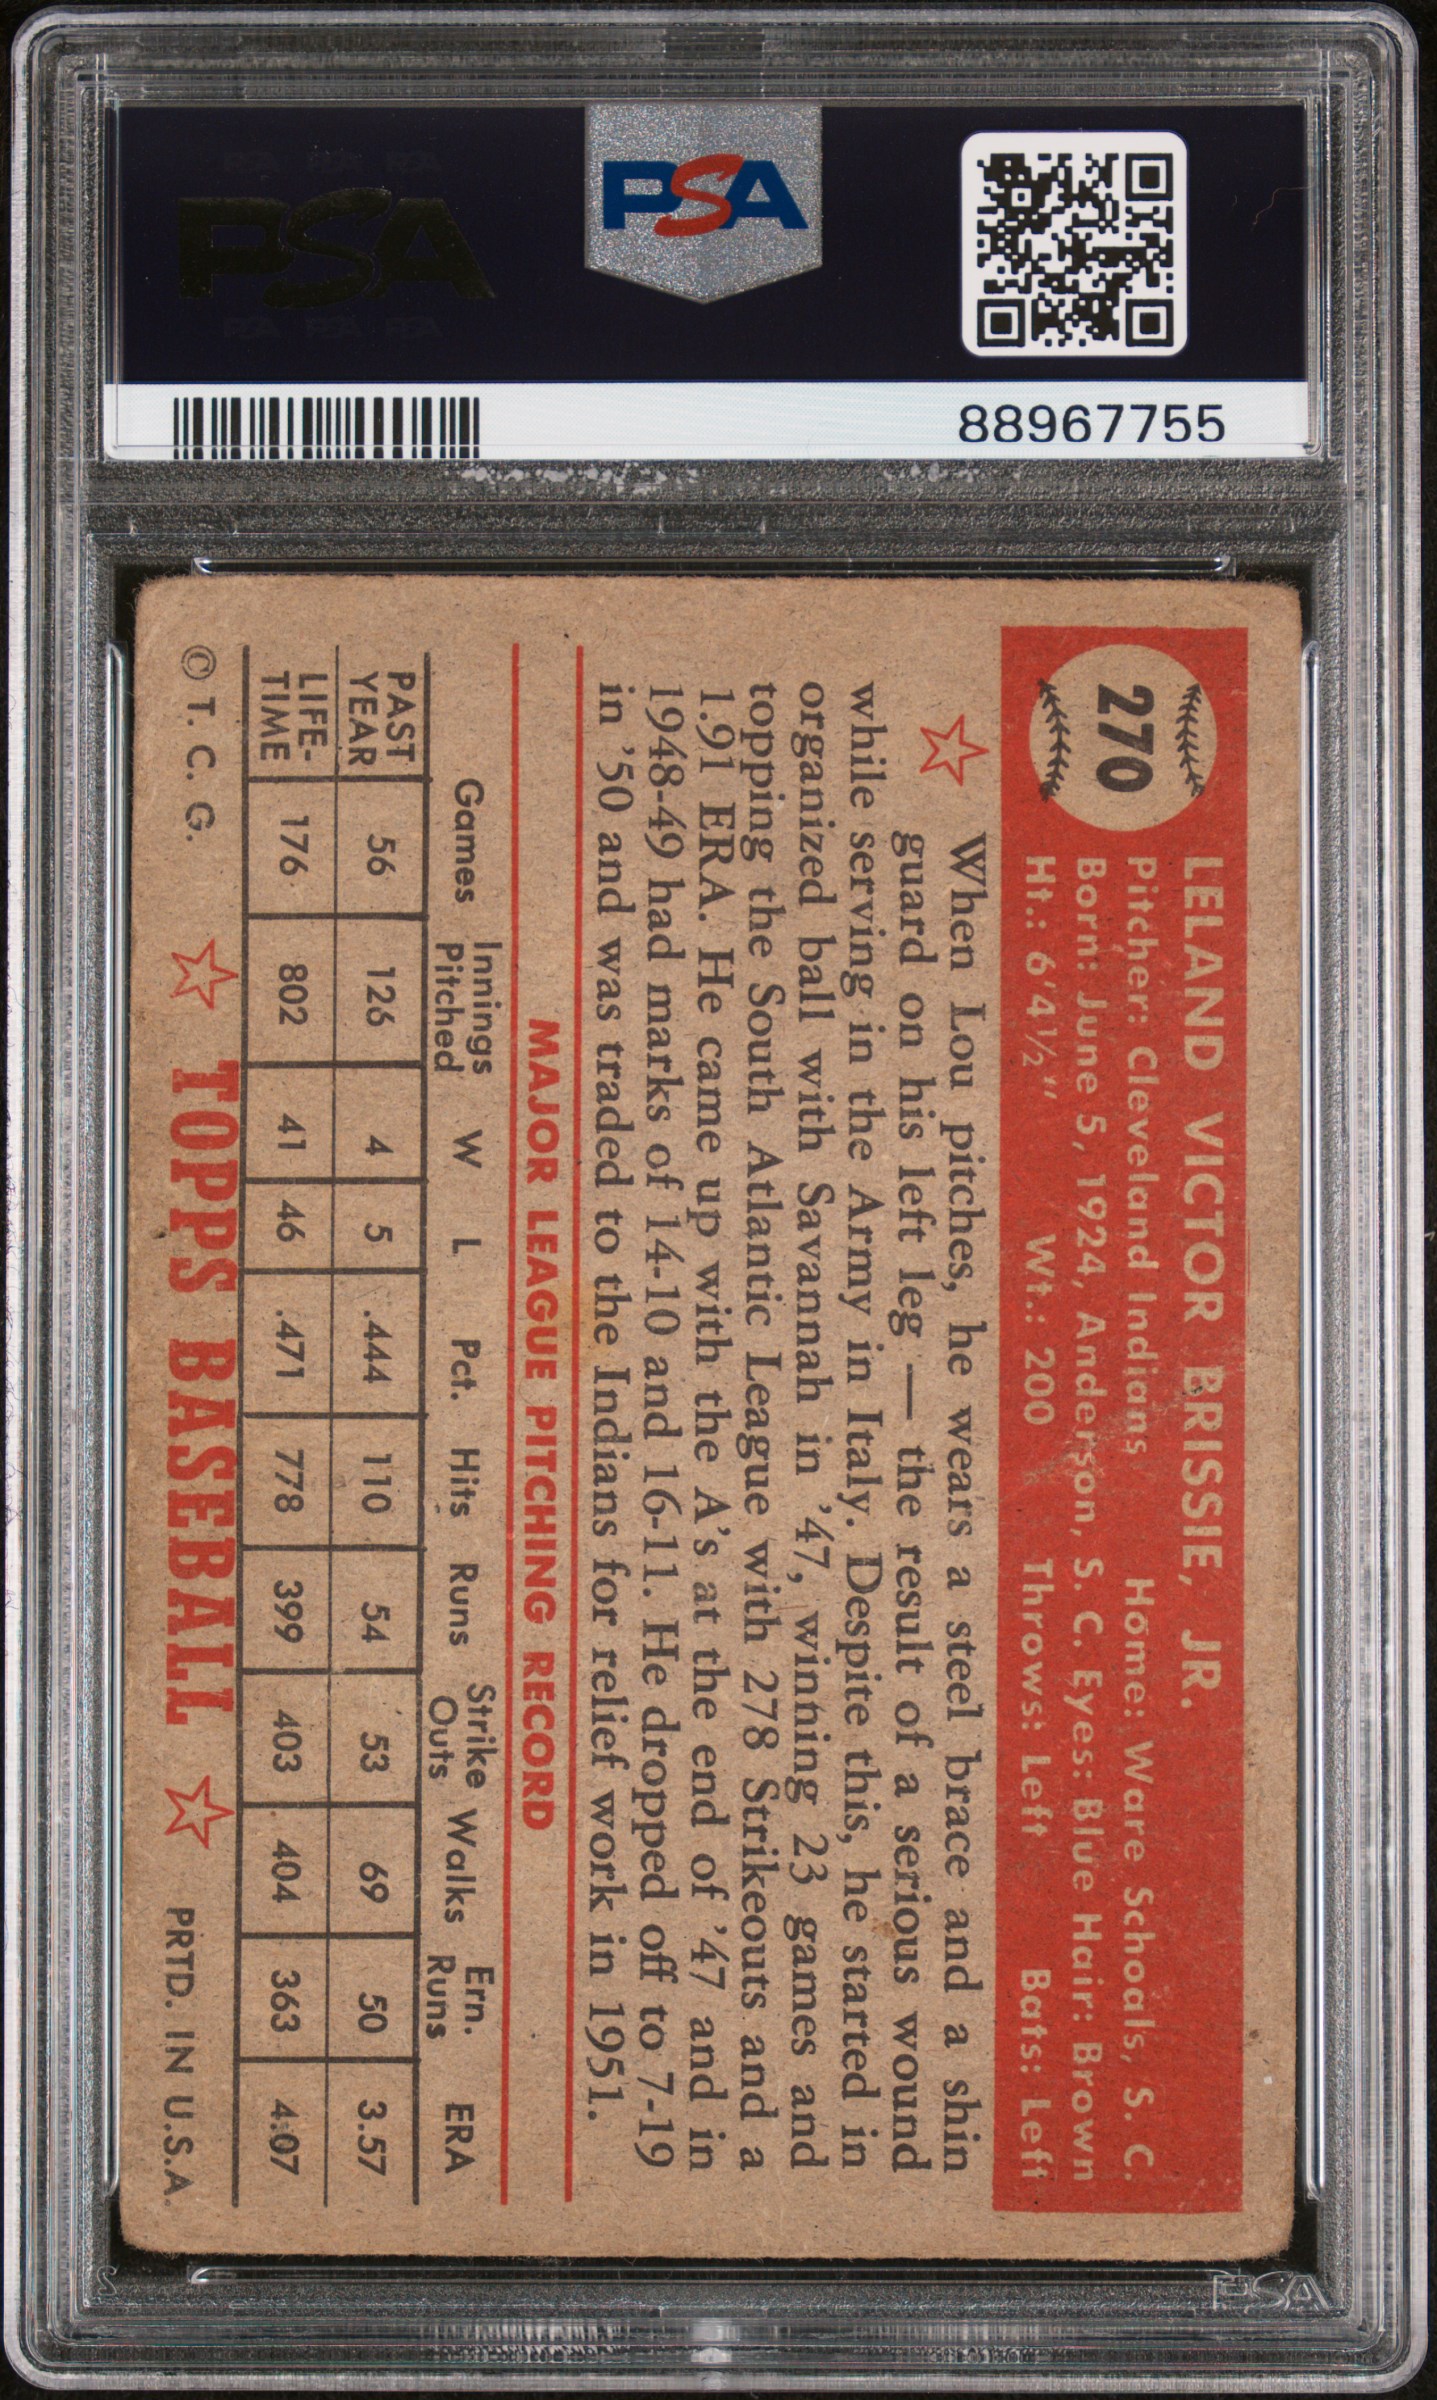 PSA
PSA PSA PSA
PSA
PSA PSA PSA
88967755
270
LELAND VICTOR BRISSIE, JR.
Pitcher: Cleveland Indians Home: Ware Schoals, S. C.
Born: June 5, 1924, Anderson, S. C. Eyes: Blue Hair: Brown
Ht.: 6'4½" Wt.: 200 Throws: Left Bats: Left
When Lou pitches, he wears a steel brace and a shin
guard on his left leg — the result of a serious wound
while serving in the Army in Italy. Despite this, he started in
organized ball with Savannah in '47, winning 23 games and
topping the South Atlantic League with 278 Strikeouts and a
1.91 ERA. He came up with the A's at the end of '47 and in
1948-49 had marks of 14-10 and 16-11. He dropped off to 7-19
in '50 and was traded to the Indians for relief work in 1951.
MAJOR LEAGUE PITCHING RECORD
Games Innings Pitched W L Pct. Hits Runs Strike Outs Walks Ern. Runs ERA
PAST YEAR 56 126 4 5 .444 110 54 53 69 50 3.57
LIFE-TIME 176 802 41 46 .471 778 399 403 404 363 4.07
© T. C. G. TOPPS BASEBALL PRTD. IN U.S.A.
PSA